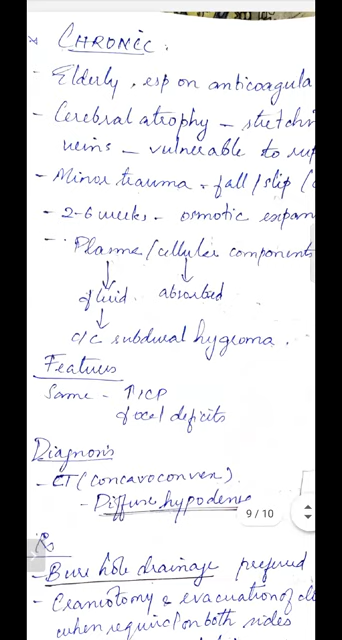 CHRONIC :
- Elderly, esp on anticoagula
- Cerebral atrophy - stretchin
veins - vulnerable to rup
- Minor trauma - fall / slip
- 2-6 weeks - osmotic expan
- Plasma / cellular components
fluid absorbed
c/c subdural hygroma.
Features
Same - ↑ICP
focal deficits
Diagnosis
- CT (concavoconvex)
- Diffuse hypodense
9 / 10
Rx
- Burr hole drainage preferred
- Craniotomy & evacuation of
when required on both sides